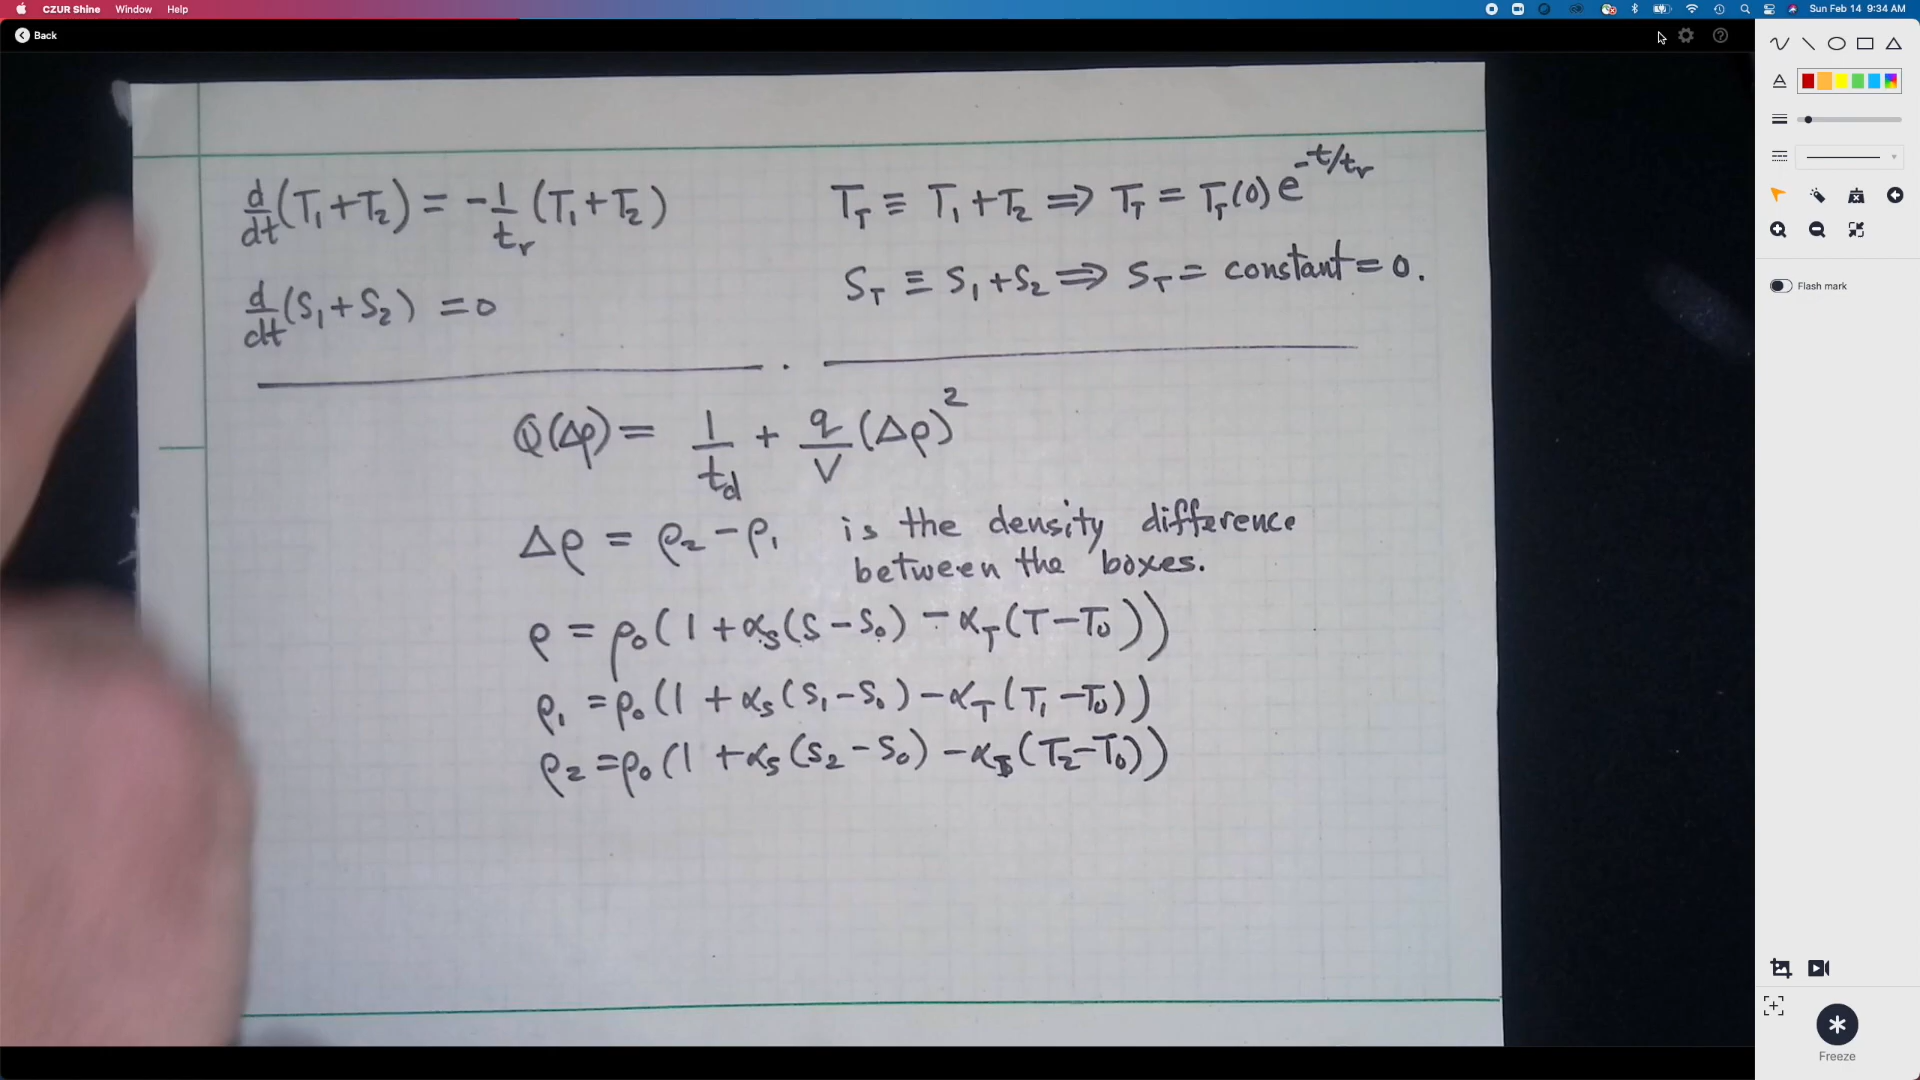 CZUR Shine Window Help Sun Feb 14 9:34 AM
Back
d/dt(T₁+T₂) = -1/tᵣ (T₁+T₂)
T_T ≡ T₁+T₂ ⟹ T_T = T_T(0) e^{-t/tᵣ}
d/dt(S₁+S₂) = 0
S_T ≡ S₁+S₂ ⟹ S_T = constant = 0.
Q(Δρ) = 1/t_d + q/V (Δρ)²
Δρ = ρ₂ - ρ₁ is the density difference
between the boxes.
ρ = ρ₀(1 + α_S(S - S₀) - α_T(T - T₀))
ρ₁ = ρ₀(1 + α_S(S₁ - S₀) - α_T(T₁ - T₀))
ρ₂ = ρ₀(1 + α_S(S₂ - S₀) - α_T(T₂ - T₀))
Flash mark
Freeze